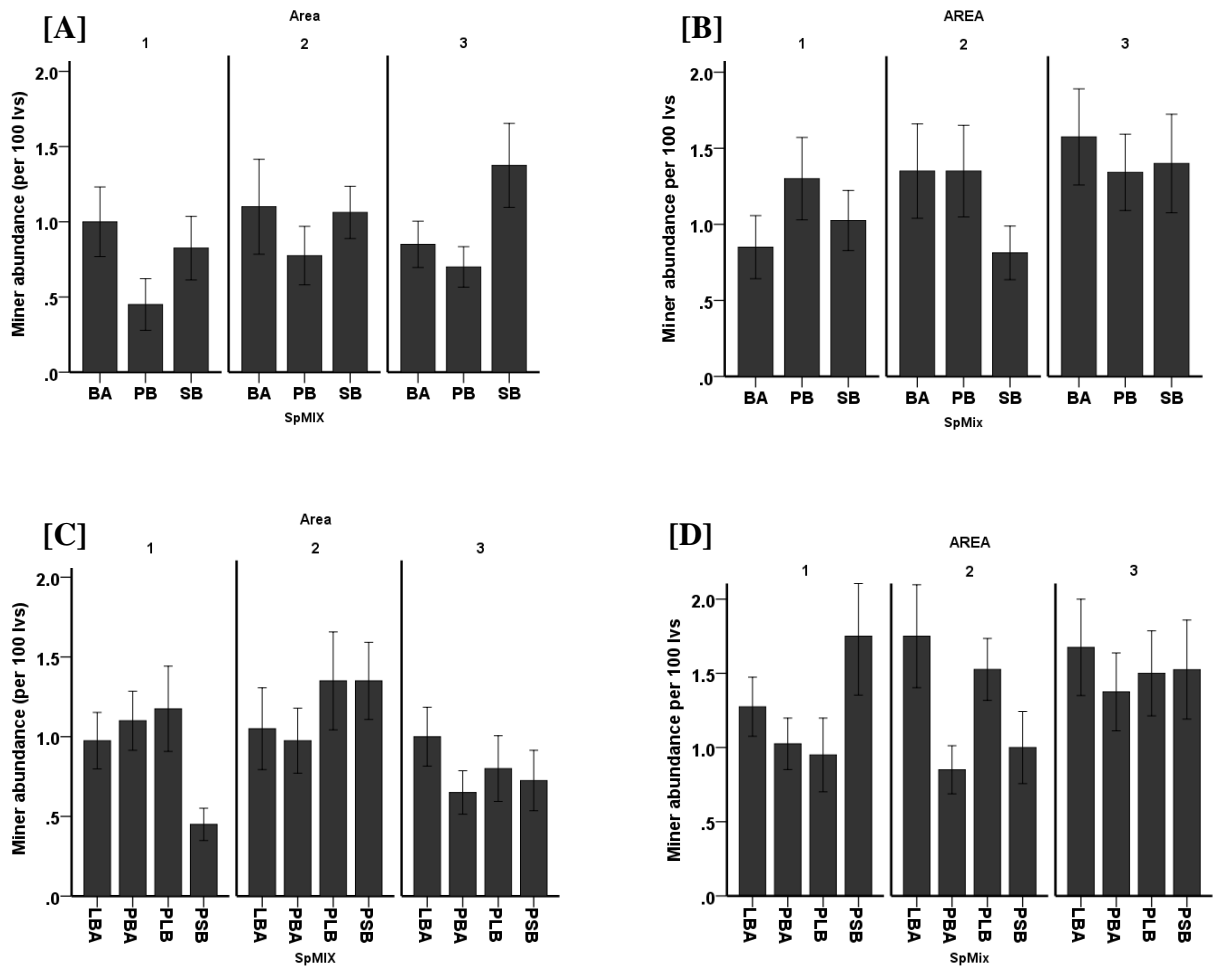 [A]
Area
1 2 3
Miner abundance (per 100 lvs)
2.0
1.5
1.0
.5
.0
BA PB SB BA PB SB BA PB SB
SpMIX
[B]
AREA
1 2 3
Miner abundance per 100 lvs
2.0
1.5
1.0
.5
.0
BA PB SB BA PB SB BA PB SB
SpMix
[C]
Area
1 2 3
Miner abundance (per 100 lvs)
2.0
1.5
1.0
.5
.0
LBA PBA PLB PSB LBA PBA PLB PSB LBA PBA PLB PSB
SpMIX
[D]
AREA
1 2 3
Miner abundance per 100 lvs
2.0
1.5
1.0
.5
.0
LBA PBA PLB PSB LBA PBA PLB PSB LBA PBA PLB PSB
SpMix